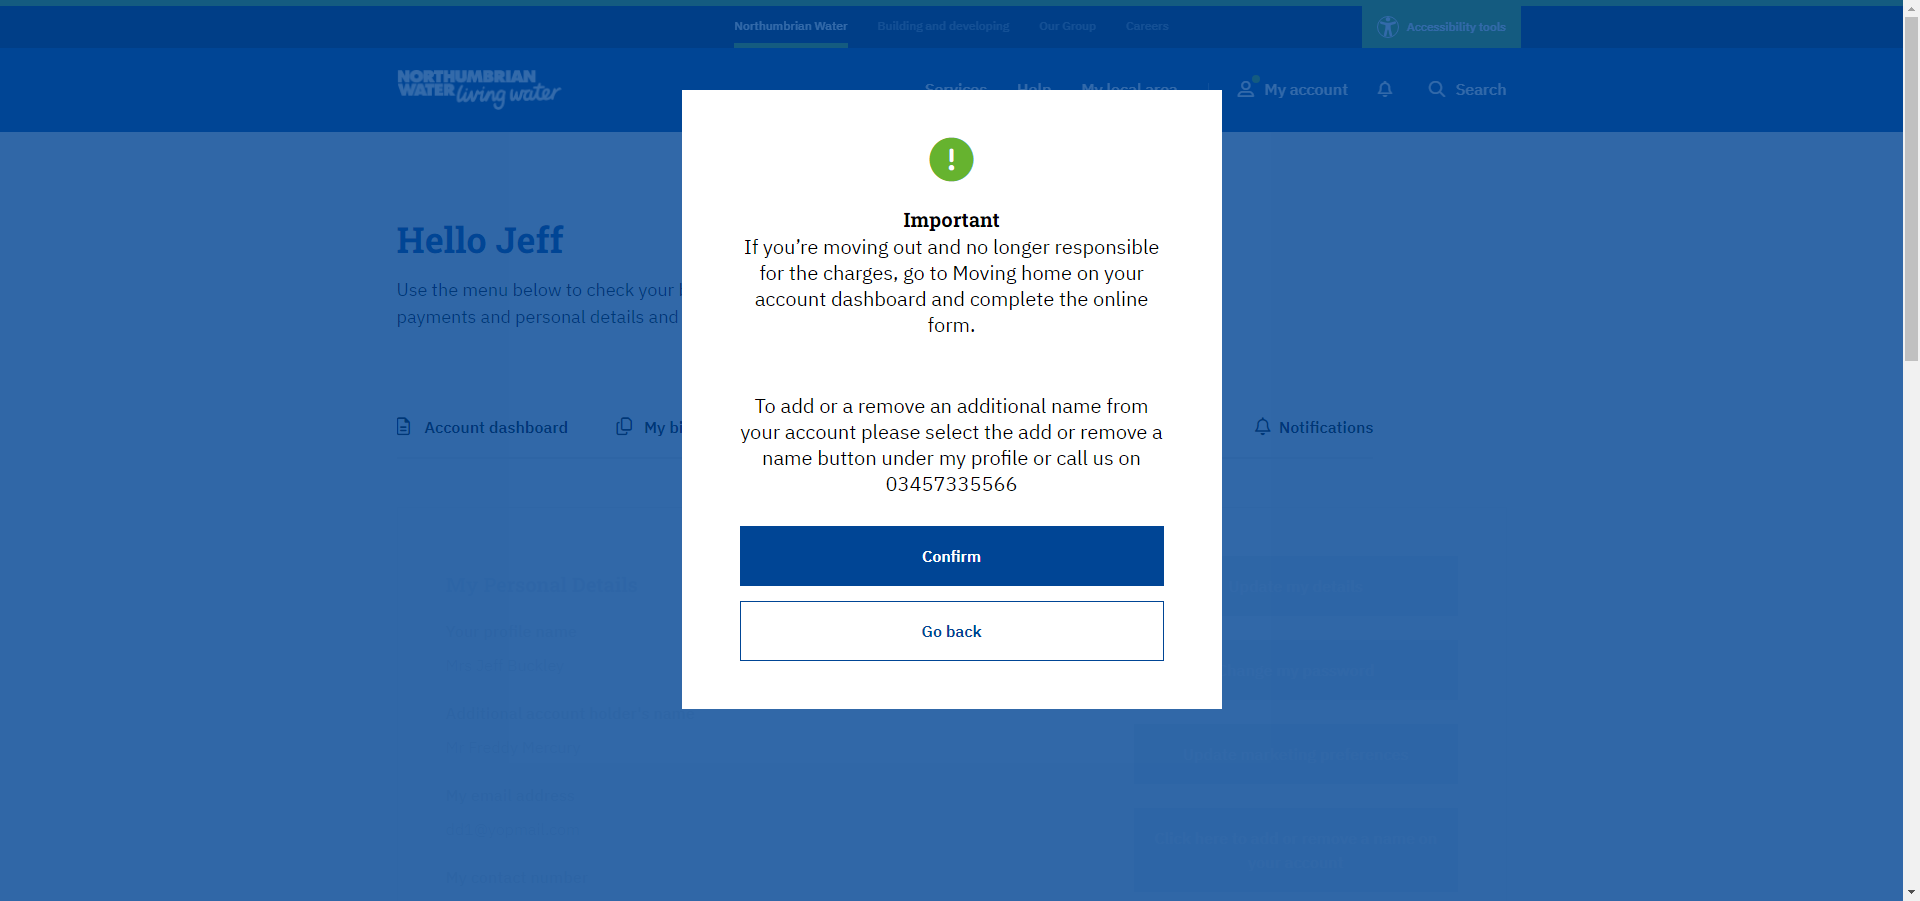 Northumbrian Water
Building and developing
Our Group
Careers
Accessibility tools
NORTHUMBRIAN
WATER living water
Services
Help
My local area
My account
Search
Hello Jeff
Use the menu below to check your
payments and personal details and
Account dashboard
My bi
Notifications
Important
If you’re moving out and no longer responsible
for the charges, go to Moving home on your
account dashboard and complete the online
form.
To add or a remove an additional name from
your account please select the add or remove a
name button under my profile or call us on
03457335566
Confirm
Go back
My Personal Details